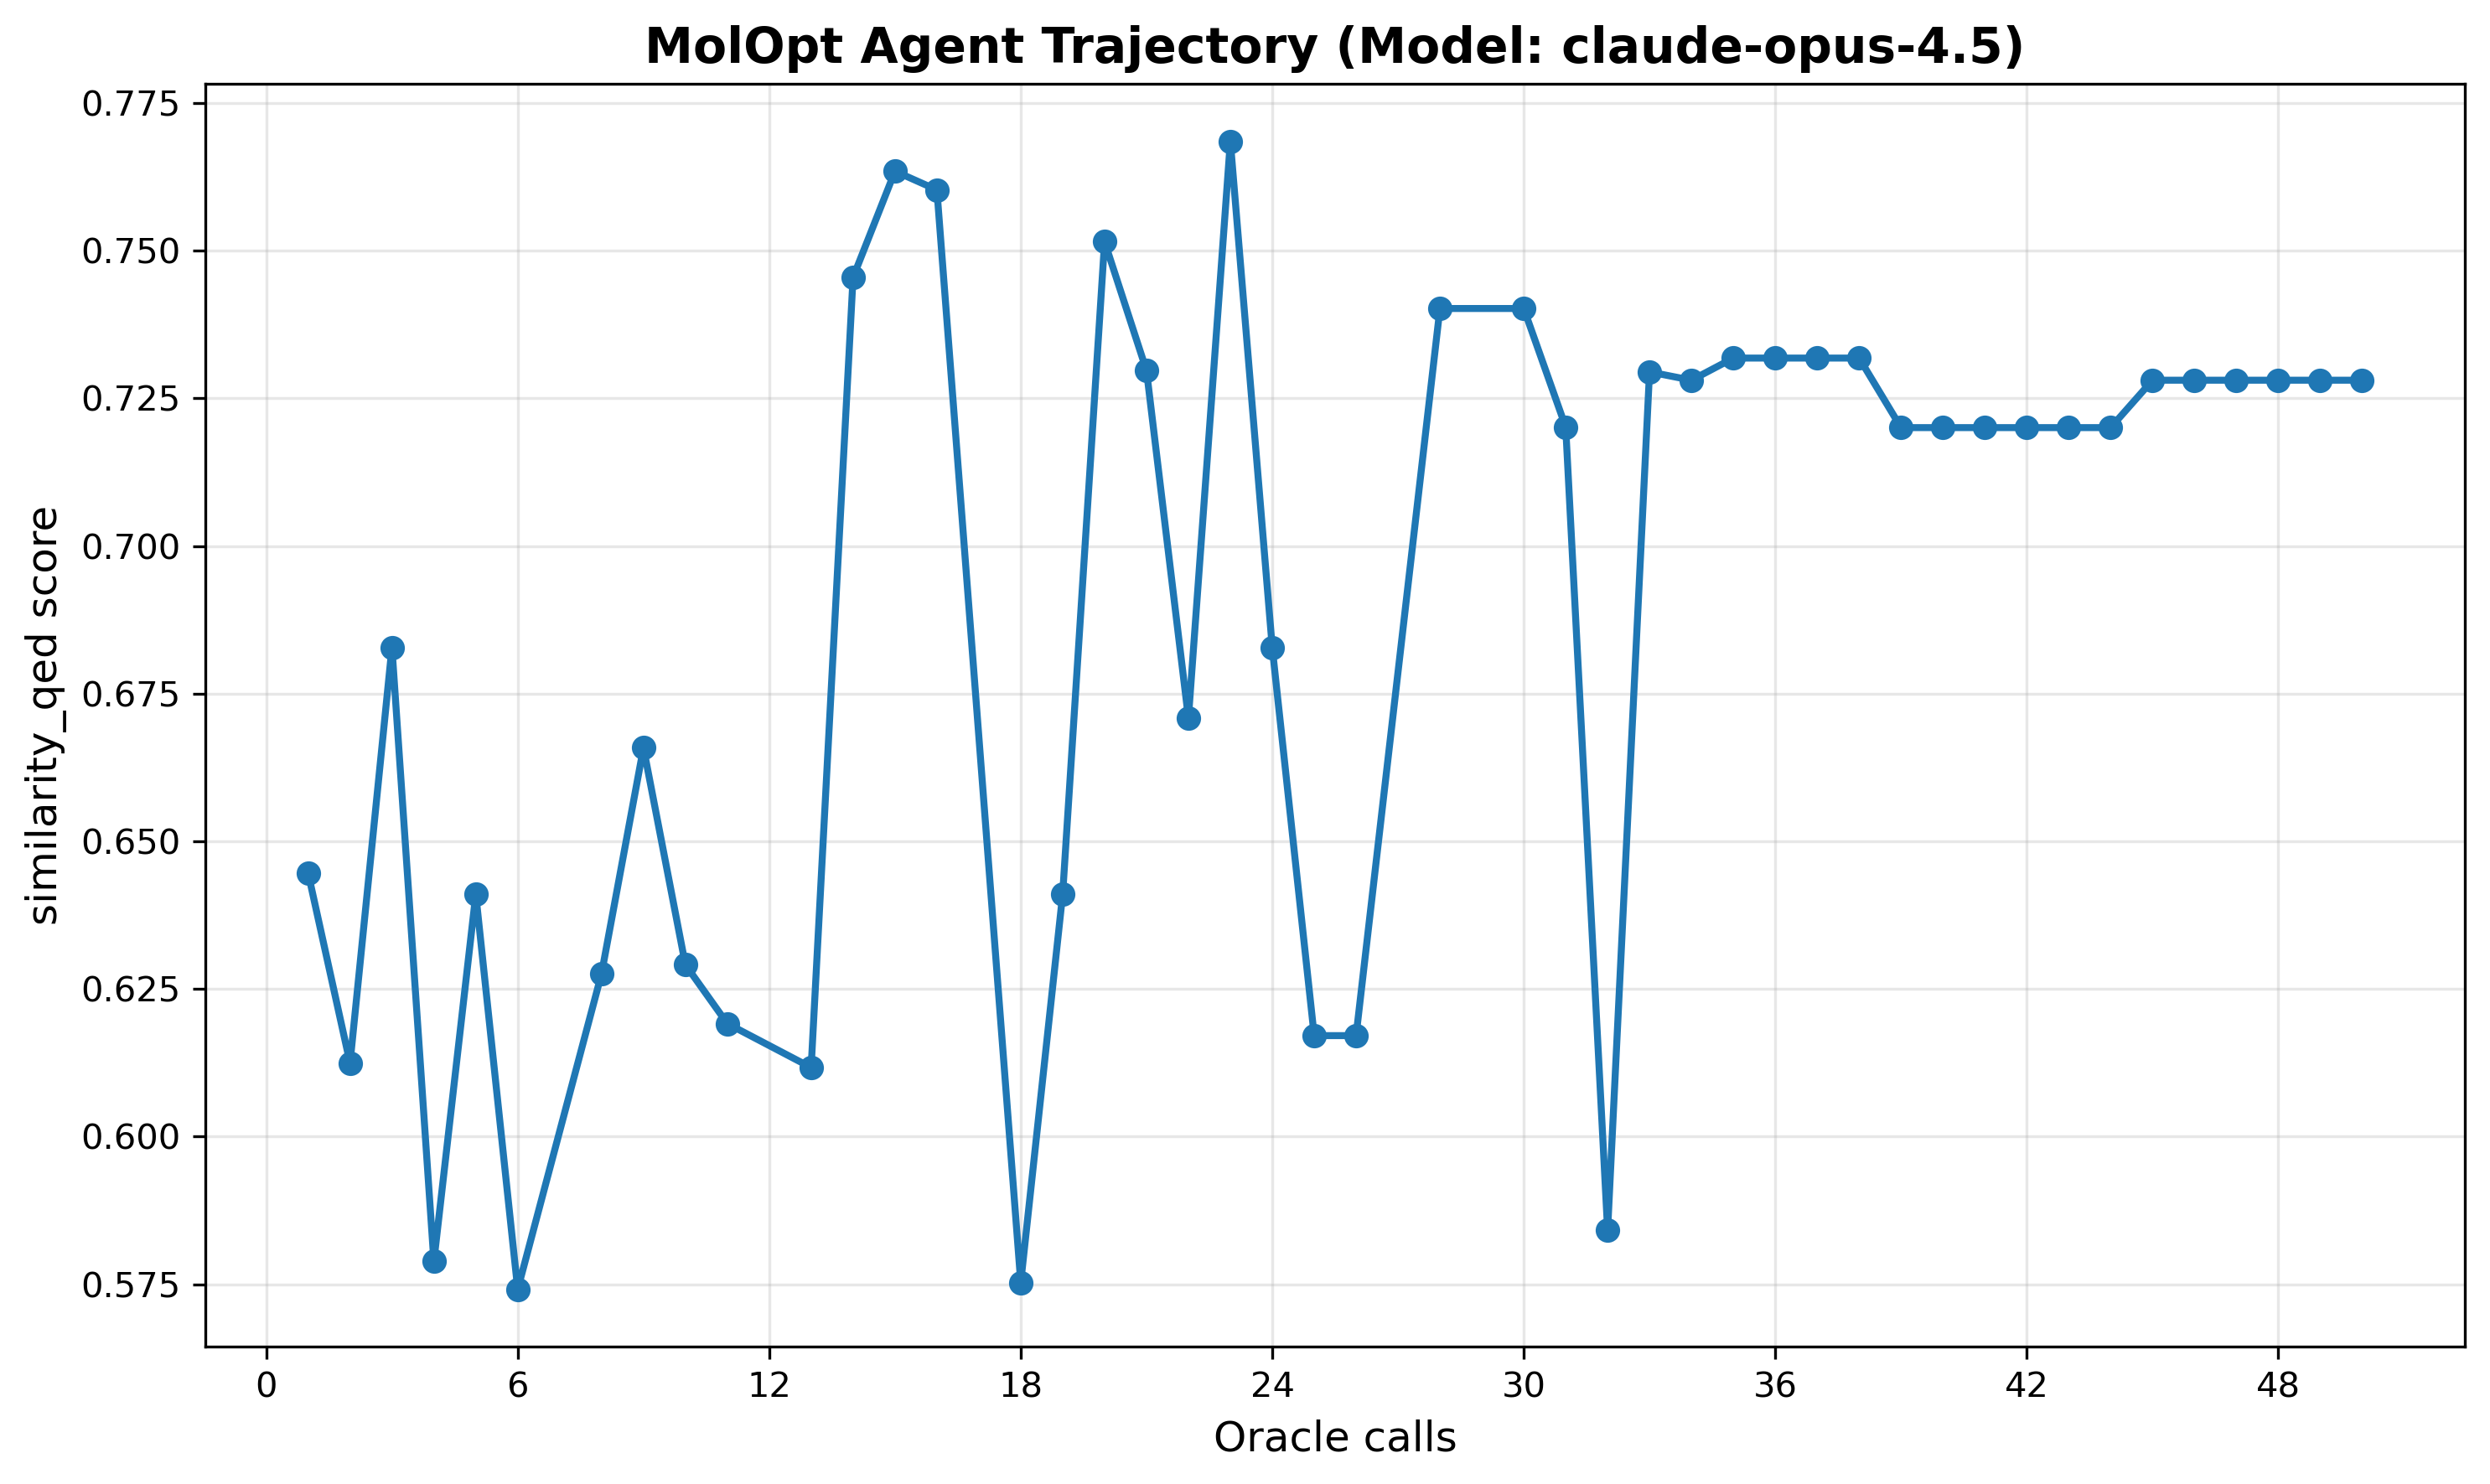 MolOpt Agent Trajectory (Model: claude-opus-4.5)
similarity_qed score
0.775
0.750
0.725
0.700
0.675
0.650
0.625
0.600
0.575
0 6 12 18 24 30 36 42 48
Oracle calls